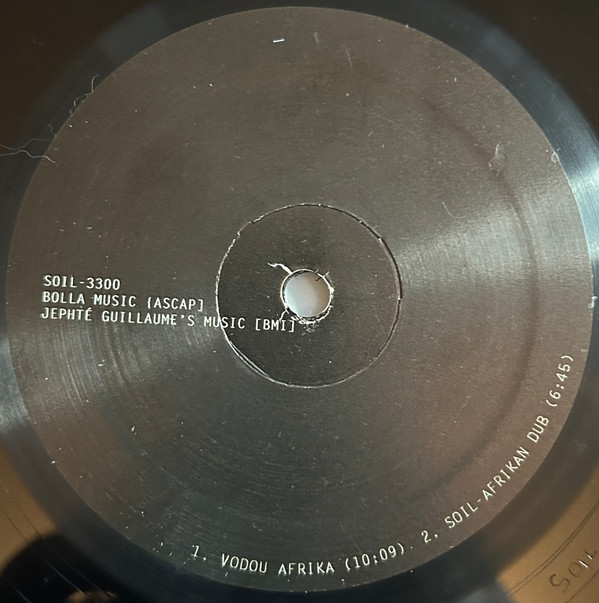 SOIL-3300
BOLLA MUSIC (ASCAP]
JEPHTÉ GUILLAUME'S MUSIC [BMI]
1. VODOU AFRIKA (10:09) 2. SOIL-AFRIKAN DUB (6:45)
SOIL